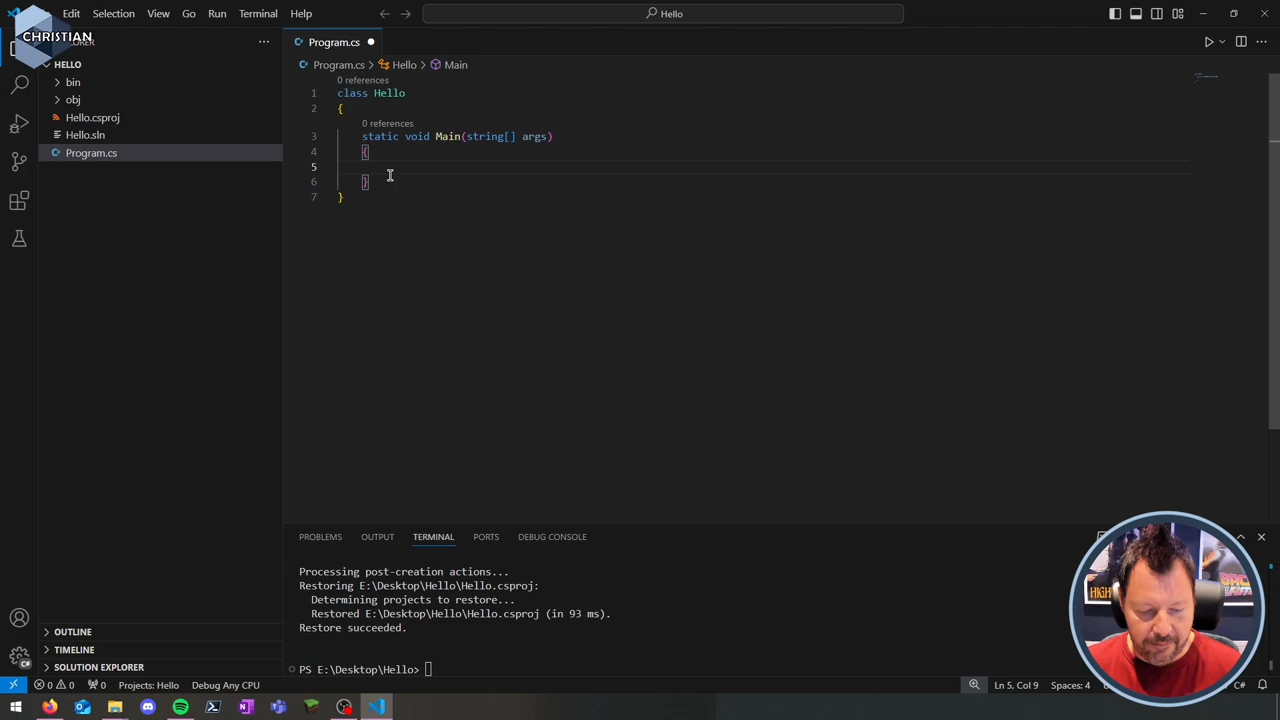 Edit Selection View Go Run Terminal Help
Hello
CHRISTIAN
Program.cs
HELLO
Program.cs > Hello > Main
bin
obj
Hello.csproj
Hello.sln
Program.cs
0 references
1 class Hello
2 {
0 references
3 static void Main(string[] args)
4 {
5
6 }
7 }
PROBLEMS OUTPUT TERMINAL PORTS DEBUG CONSOLE
Processing post-creation actions...
Restoring E:\Desktop\Hello\Hello.csproj:
Determining projects to restore...
Restored E:\Desktop\Hello\Hello.csproj (in 93 ms).
Restore succeeded.
PS E:\Desktop\Hello>
OUTLINE
TIMELINE
SOLUTION EXPLORER
0 0 0 Projects: Hello Debug Any CPU
Ln 5, Col 9 Spaces: 4 C#